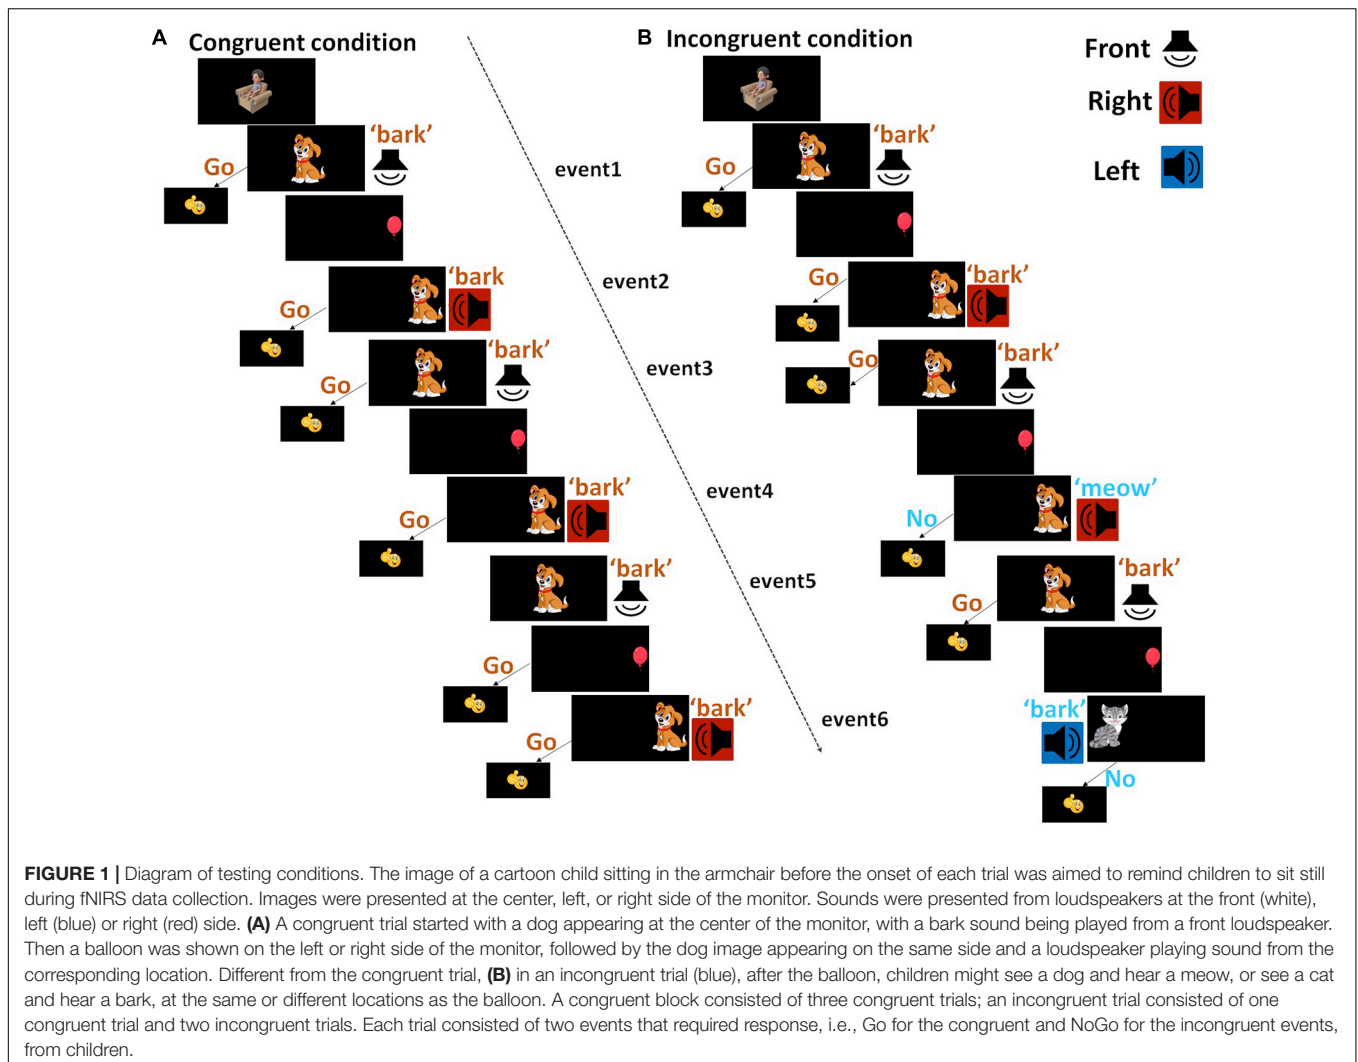 A Congruent condition
B Incongruent condition
Front
Right
Left
'bark'
Go
event1
'bark
Go
event2
'bark'
Go
event3
'bark'
Go
event4
'bark'
Go
event5
'bark'
Go
event6
'bark'
Go
'bark'
Go
'bark'
Go
'meow'
No
'bark'
Go
'bark'
No
FIGURE 1 | Diagram of testing conditions. The image of a cartoon child sitting in the armchair before the onset of each trial was aimed to remind children to sit still
during fNIRS data collection. Images were presented at the center, left, or right side of the monitor. Sounds were presented from loudspeakers at the front (white),
left (blue) or right (red) side. (A) A congruent trial started with a dog appearing at the center of the monitor, with a bark sound being played from a front loudspeaker.
Then a balloon was shown on the left or right side of the monitor, followed by the dog image appearing on the same side and a loudspeaker playing sound from the
corresponding location. Different from the congruent trial, (B) in an incongruent trial (blue), after the balloon, children might see a dog and hear a meow, or see a cat
and hear a bark, at the same or different locations as the balloon. A congruent block consisted of three congruent trials; an incongruent trial consisted of one
congruent trial and two incongruent trials. Each trial consisted of two events that required response, i.e., Go for the congruent and NoGo for the incongruent events,
from children.